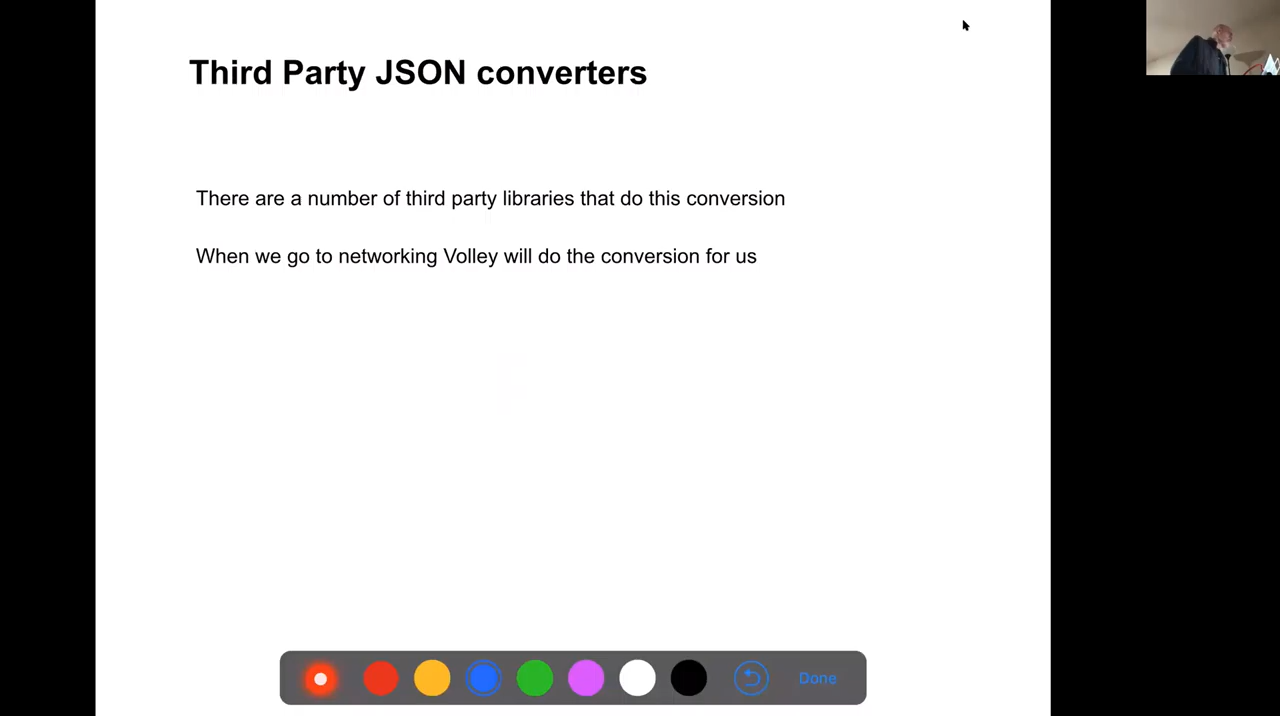 Third Party JSON converters
There are a number of third party libraries that do this conversion
When we go to networking Volley will do the conversion for us
Done